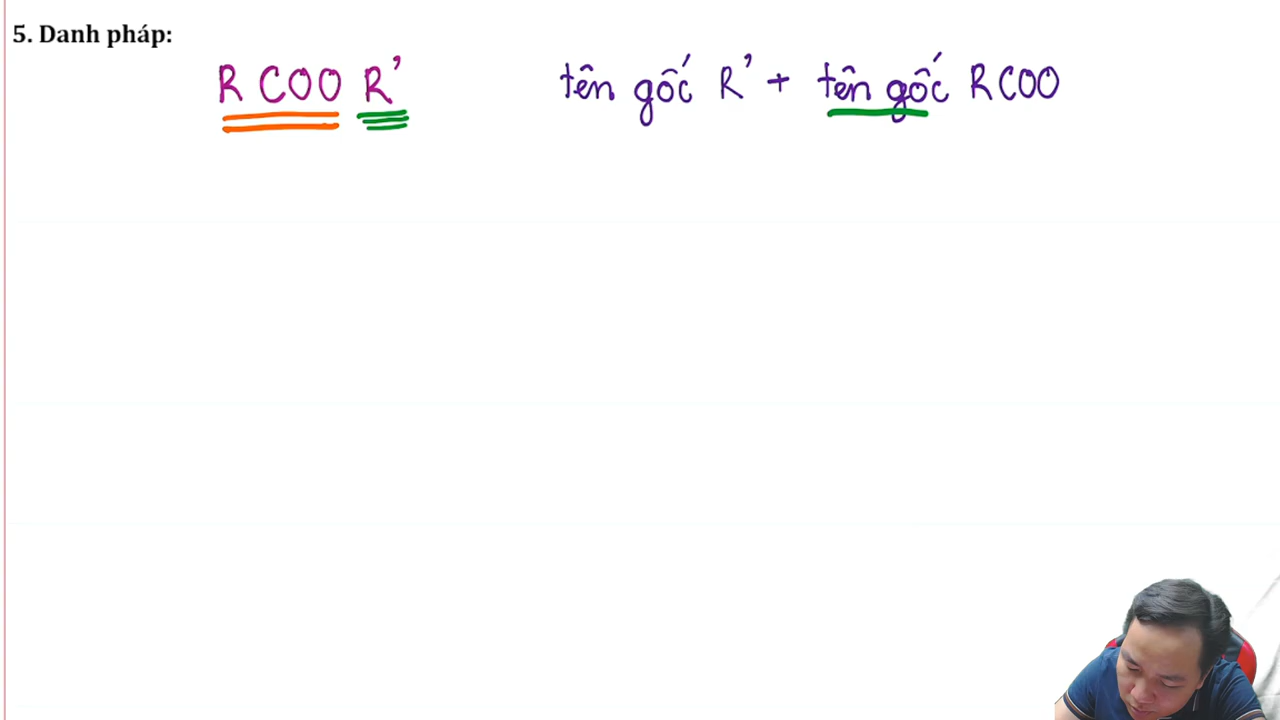 5. Danh pháp:
RCOOR' tên gốc R' + tên gốc RCOO